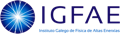 IGFAE
Instituto Galego de Física de Altas Enerxías